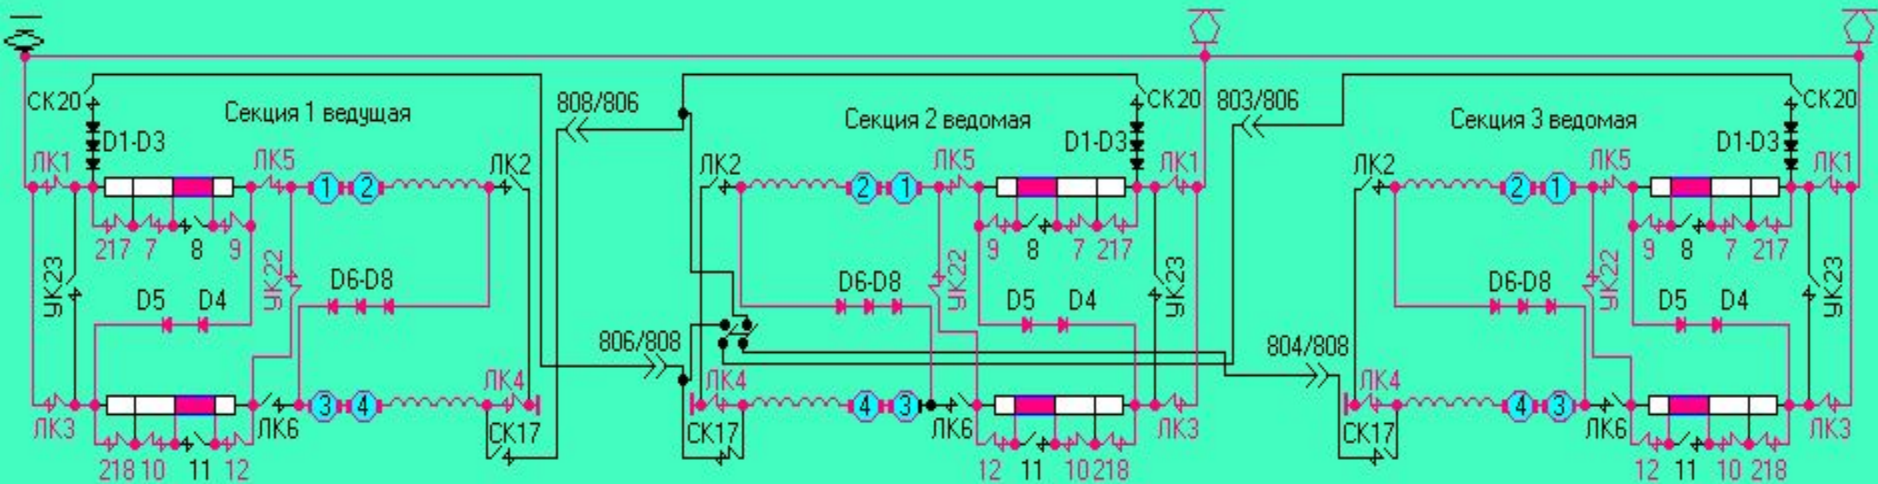 СК20
Секция 1 ведущая
808/806
Секция 2 ведомая
СК20
803/806
Секция 3 ведомая
СК20
D1-D3
D1-D3
D1-D3
ЛК1
ЛК5
ЛК2
ЛК2
ЛК5
ЛК1
ЛК2
ЛК5
ЛК1
1
2
2
1
2
1
217
7
8
9
9
8
7
217
9
8
7
217
УК23
УК22
УК22
УК23
УК22
УК23
D5
D4
D6-D8
D6-D8
D5
D4
D6-D8
D5
D4
806/808
804/808
ЛК4
ЛК4
ЛК4
3
4
4
3
4
3
ЛК3
ЛК6
СК17
СК17
ЛК6
ЛК3
СК17
ЛК6
ЛК3
218
10
11
12
12
11
10
218
12
11
10
218